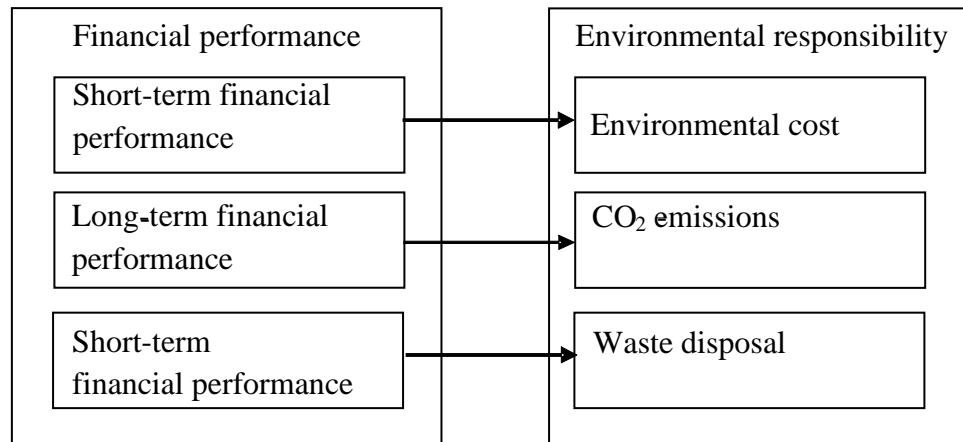 Financial performance
Short-term financial
performance
Long-term financial
performance
Short-term
financial performance
Environmental responsibility
Environmental cost
CO₂ emissions
Waste disposal